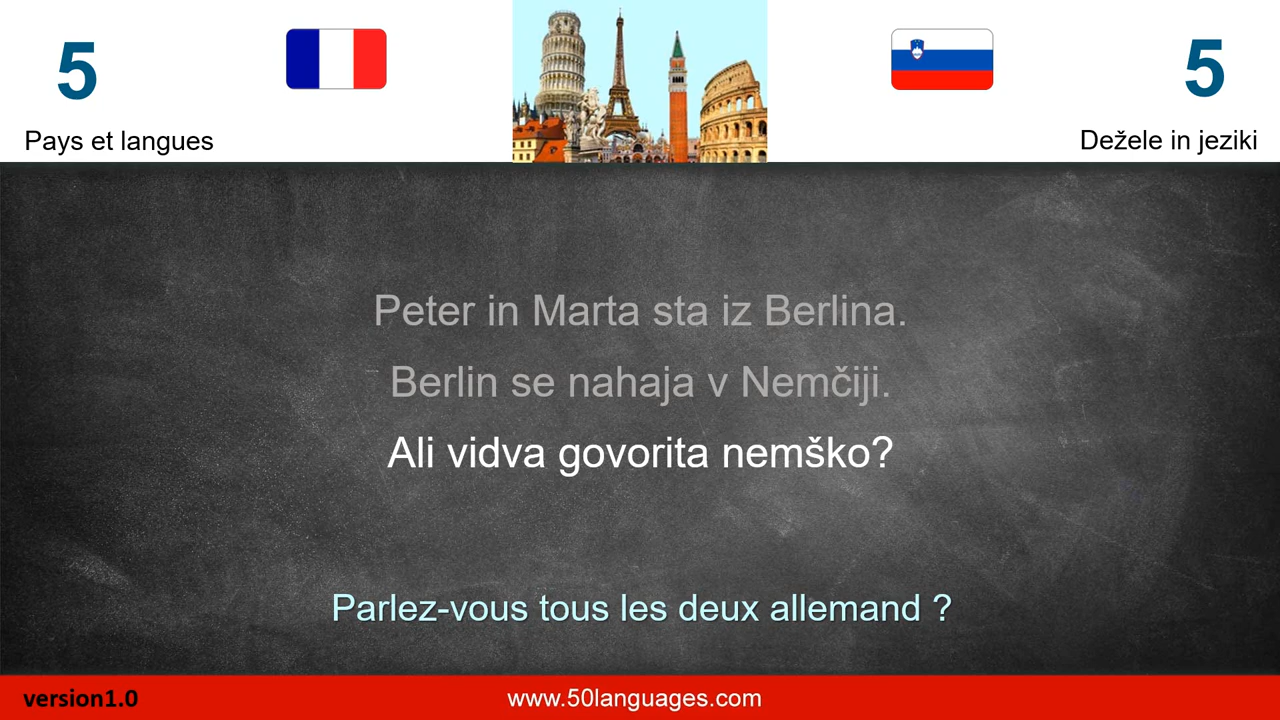 5
5
Pays et langues
Dežele in jeziki
Peter in Marta sta iz Berlina.
Berlin se nahaja v Nemčiji.
Ali vidva govorita nemško?
Parlez-vous tous les deux allemand ?
version1.0
www.50languages.com